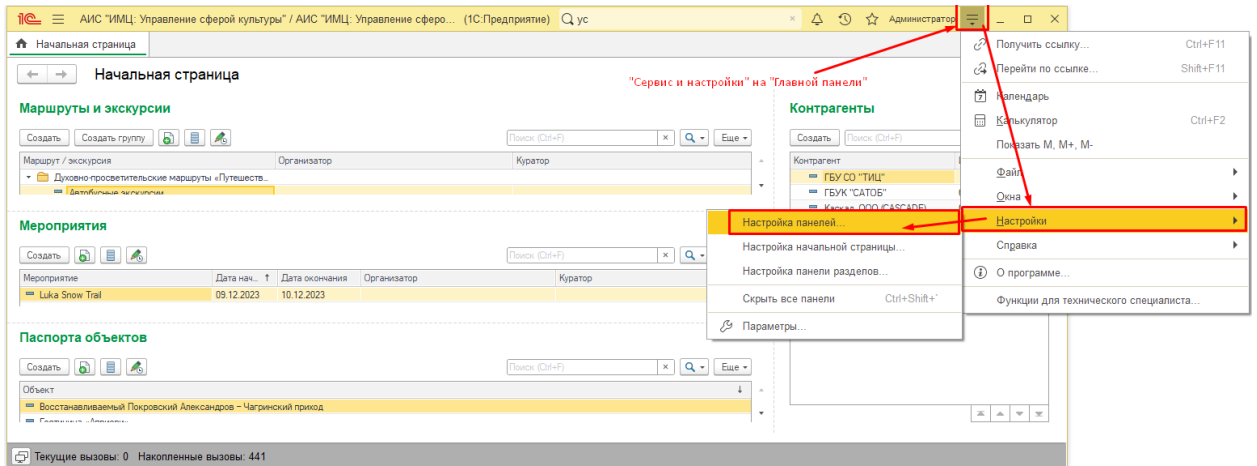 АИС "ИМЦ: Управление сферой культуры" / АИС "ИМЦ: Управление сферо... (1С:Предприятие)
ус
Администратор
Начальная страница
Начальная страница
"Сервис и настройки" на "Главной панели"
Маршруты и экскурсии
Создать
Создать группу
Поиск (Ctrl+F)
Еще
Маршрут / экскурсия
Организатор
Куратор
Духовно-просветительские маршруты «Путешеств...
Автобусные экскурсии
Мероприятия
Создать
Поиск (Ctrl+F)
Мероприятие
Дата нач...
Дата окончания
Организатор
Куратор
Luka Snow Trail
09.12.2023
10.12.2023
Паспорта объектов
Создать
Поиск (Ctrl+F)
Еще
Объект
Восстанавливаемый Покровский Александров – Чагринский приход
Контрагенты
Создать
Поиск (Ctrl+F)
Контрагент
ГБУ СО "ТИЦ"
ГБУК "САТОБ"
Каскад, ООО (CASCADE)
Получить ссылку... Ctrl+F11
Перейти по ссылке... Shift+F11
Календарь
Калькулятор Ctrl+F2
Показать M, M+, M-
Файл
Окна
Настройки
Справка
О программе...
Функции для технического специалиста...
Настройка панелей...
Настройка начальной страницы...
Настройка панели разделов...
Скрыть все панели Ctrl+Shift+`
Параметры...
Текущие вызовы: 0 Накопленные вызовы: 441